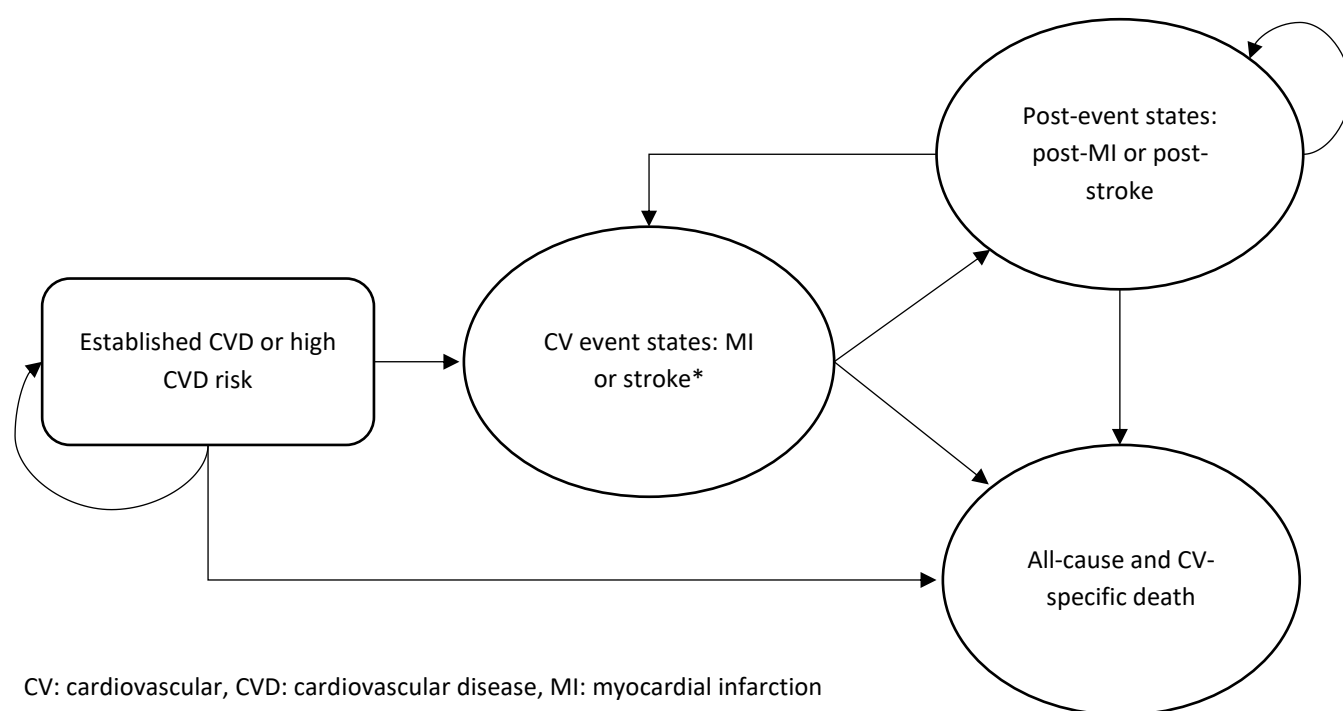 Post-event states:
post-MI or post-
stroke
Established CVD or high
CVD risk
CV event states: MI
or stroke*
All-cause and CV-
specific death
CV: cardiovascular, CVD: cardiovascular disease, MI: myocardial infarction